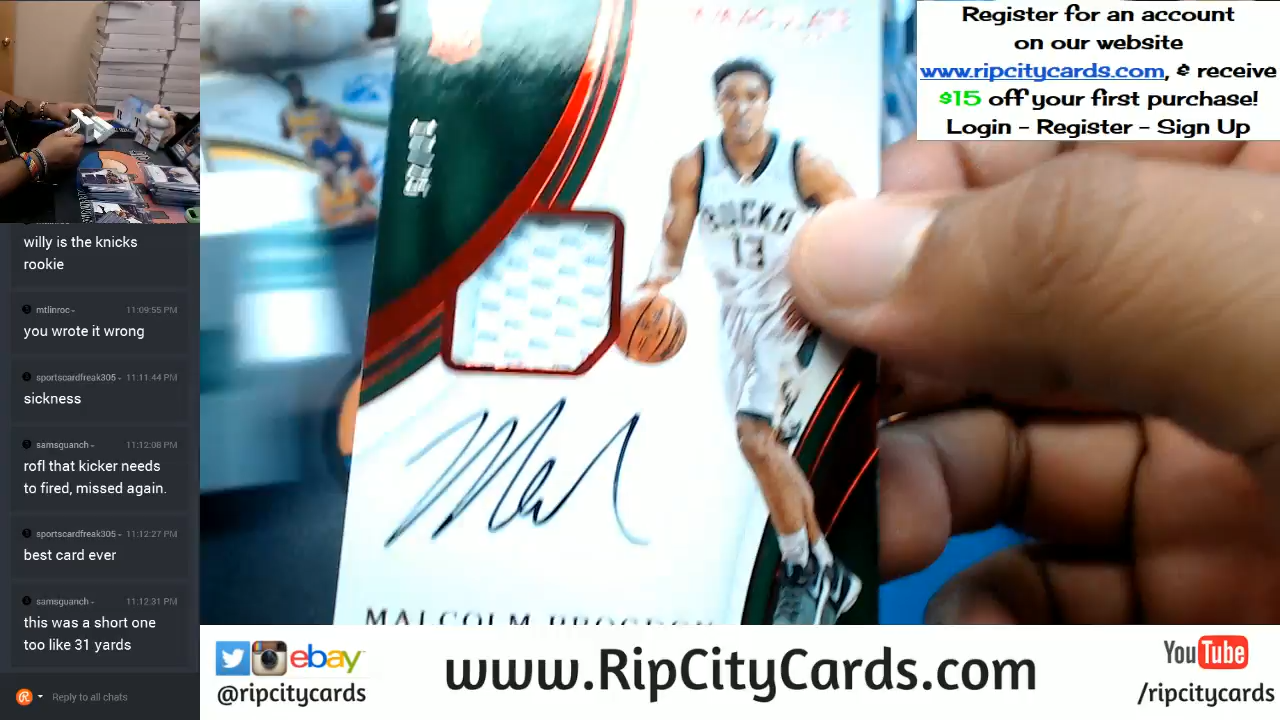 Register for an account
on our website
www.ripcitycards.com, & receive
$15 off your first purchase!
Login - Register - Sign Up
willy is the knicks
rookie
mtlinroc - 11:09:55 PM
you wrote it wrong
sportscardfreak305 - 11:11:44 PM
sickness
samsquanch - 11:12:08 PM
rofl that kicker needs
to fired, missed again.
sportscardfreak305 - 11:12:27 PM
best card ever
samsquanch - 11:12:31 PM
this was a short one
too like 31 yards
Reply to all chats
IMMACULATE
BUCKS
13
MALCOLM BROGDON
ebay
@ripcitycards
www.RipCityCards.com
YouTube
/ripcitycards